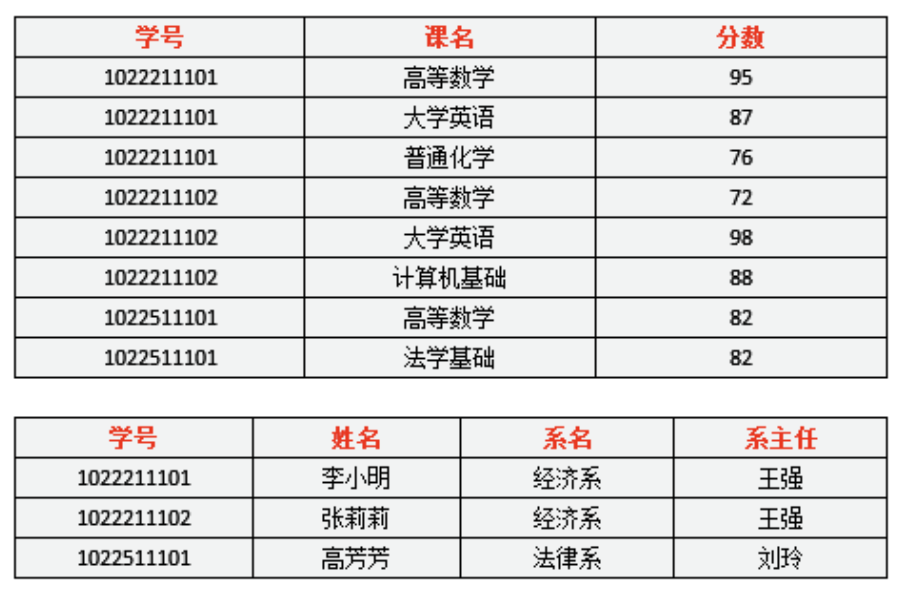 学号 课名 分数
1022211101 高等数学 95
1022211101 大学英语 87
1022211101 普通化学 76
1022211102 高等数学 72
1022211102 大学英语 98
1022211102 计算机基础 88
1022511101 高等数学 82
1022511101 法学基础 82
学号 姓名 系名 系主任
1022211101 李小明 经济系 王强
1022211102 张莉莉 经济系 王强
1022511101 高芳芳 法律系 刘玲